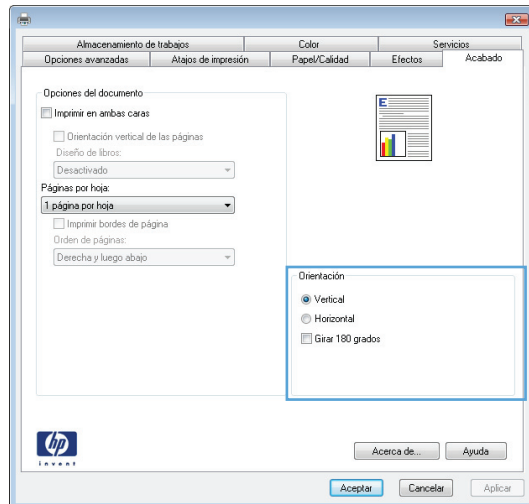 Almacenamiento de trabajos Color Servicios
Opciones avanzadas Atajos de impresión Papel/Calidad Efectos Acabado
Opciones del documento
Imprimir en ambas caras
Orientación vertical de las páginas
Diseño de libros:
Desactivado
Páginas por hoja:
1 página por hoja
Imprimir bordes de página
Orden de páginas:
Derecha y luego abajo
E
Orientación
Vertical
Horizontal
Girar 180 grados
hp
invent
Acerca de... Ayuda
Aceptar Cancelar Aplicar